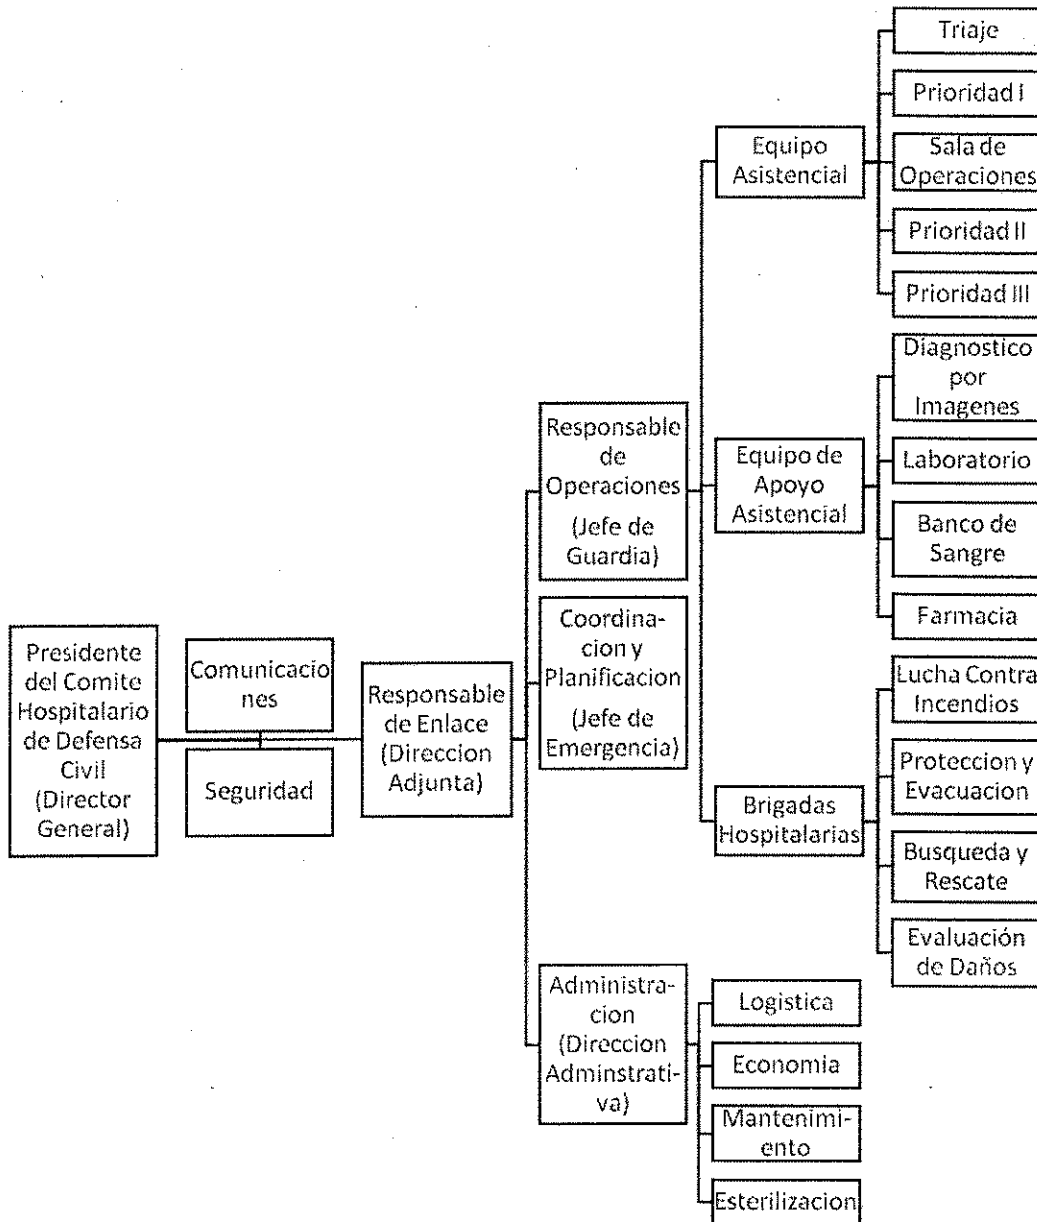 Presidente
del Comite
Hospitalario
de Defensa
Civil
(Director
General)
Comunicacio
nes
Seguridad
Responsable
de Enlace
(Direccion
Adjunta)
Responsable
de
Operaciones
(Jefe de
Guardia)
Coordina-
cion y
Planificacion
(Jefe de
Emergencia)
Administra-
cion
(Direccion
Adminstrati-
va)
Equipo
Asistencial
Equipo de
Apoyo
Asistencial
Brigadas
Hospitalarias
Logistica
Economia
Mantenimi-
ento
Esterilizacion
Triaje
Prioridad I
Sala de
Operaciones
Prioridad II
Prioridad III
Diagnostico
por
Imagenes
Laboratorio
Banco de
Sangre
Farmacia
Lucha Contra
Incendios
Proteccion y
Evacuacion
Busqueda y
Rescate
Evaluación
de Daños